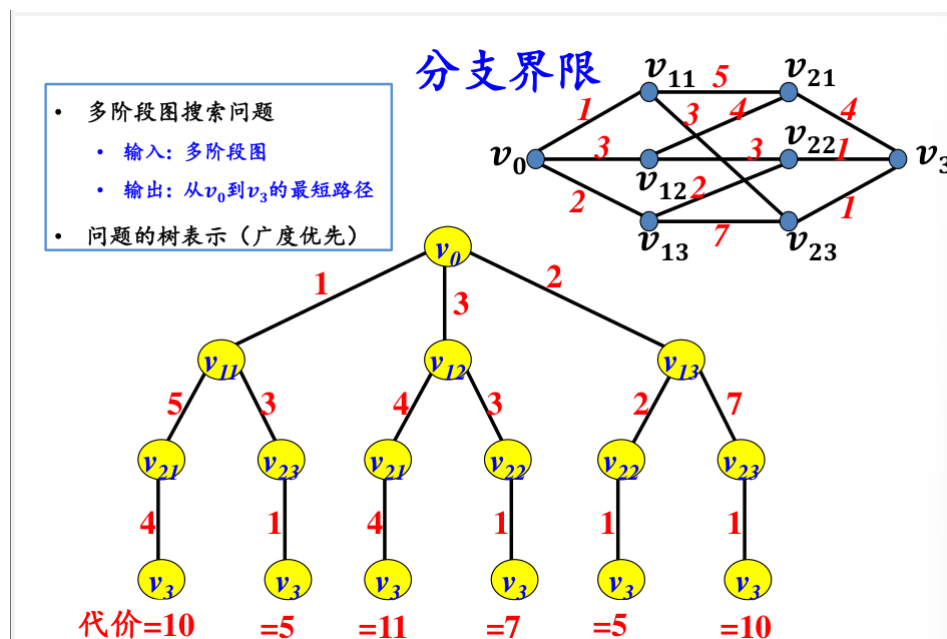 分支界限
• 多阶段图搜索问题
• 输入: 多阶段图
• 输出: 从v0到v3的最短路径
• 问题的树表示（广度优先）
v11 5 v21
1 3 4 4
v0 3 v12 3 v22 1 v3
2 2 1
v13 7 v23
v0
1 3 2
v11 v12 v13
5 3 4 3 2 7
v21 v23 v21 v22 v22 v23
4 1 4 1 1 1
v3 v3 v3 v3 v3 v3
代价=10 =5 =11 =7 =5 =10